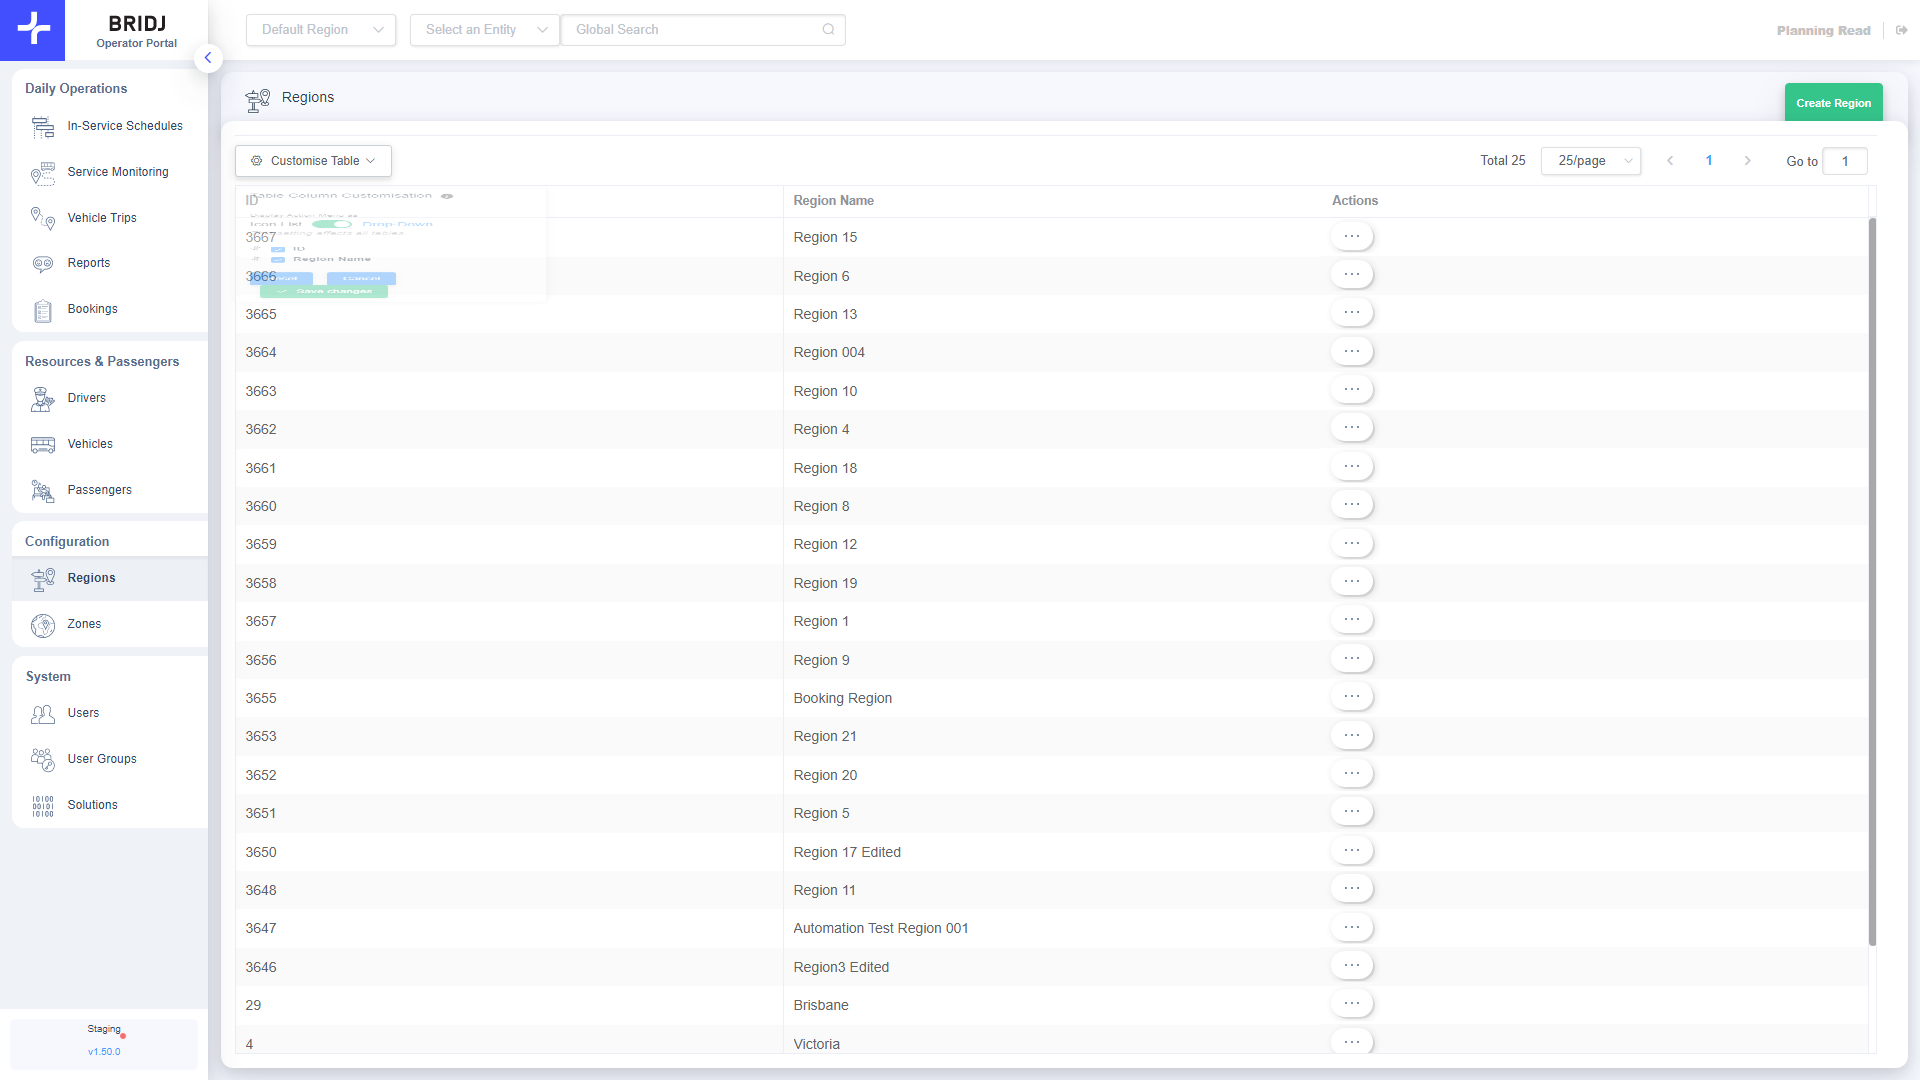 BRIDJ
Operator Portal
Default Region
Select an Entity
Global Search
Planning Read
Daily Operations
In-Service Schedules
Service Monitoring
Vehicle Trips
Reports
Bookings
Resources & Passengers
Drivers
Vehicles
Passengers
Configuration
Regions
Zones
System
Users
User Groups
Solutions
Staging
v1.50.0
Regions
Create Region
Customise Table
Total 25
25/page
1
Go to
1
Table Column Customisation
Icon List
Drop-Down
This setting affects all tables
# ID
# Region Name
Cancel
Save changes
ID Region Name Actions
3667 Region 15
3666 Region 6
3665 Region 13
3664 Region 004
3663 Region 10
3662 Region 4
3661 Region 18
3660 Region 8
3659 Region 12
3658 Region 19
3657 Region 1
3656 Region 9
3655 Booking Region
3653 Region 21
3652 Region 20
3651 Region 5
3650 Region 17 Edited
3648 Region 11
3647 Automation Test Region 001
3646 Region3 Edited
29 Brisbane
4 Victoria